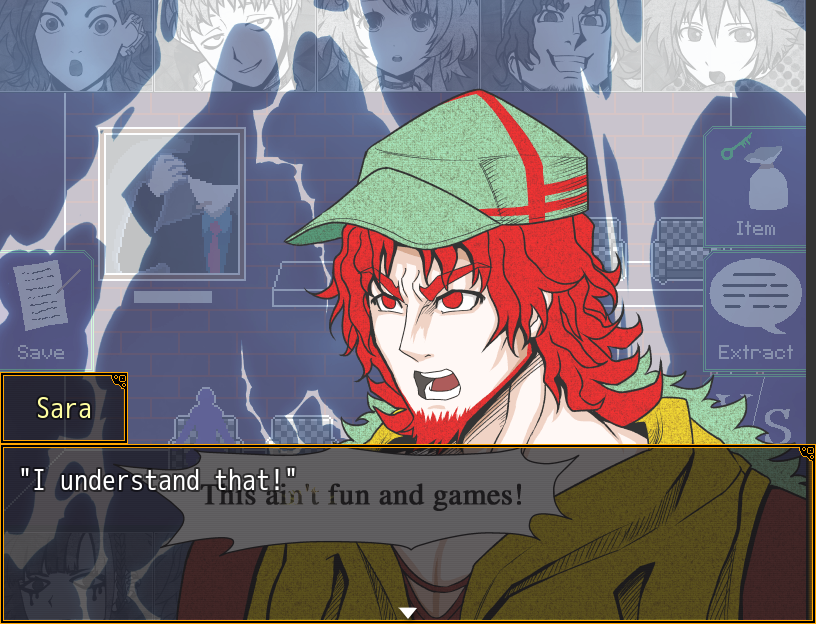 Item
Save
Extract
Sara
"I understand that!"
This ain't fun and games!